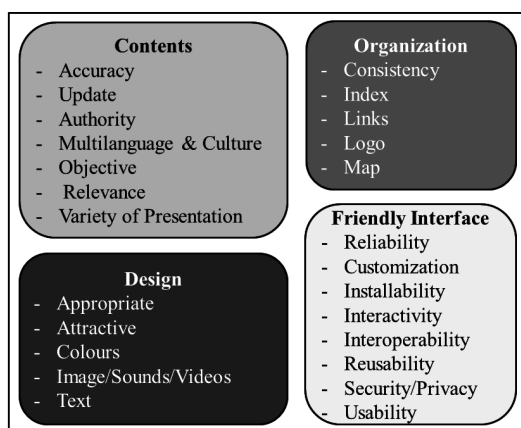 Contents
- Accuracy
- Update
- Authority
- Multilanguage & Culture
- Objective
- Relevance
- Variety of Presentation
Organization
- Consistency
- Index
- Links
- Logo
- Map
Design
- Appropriate
- Attractive
- Colours
- Image/Sounds/Videos
- Text
Friendly Interface
- Reliability
- Customization
- Installability
- Interactivity
- Interoperability
- Reusability
- Security/Privacy
- Usability